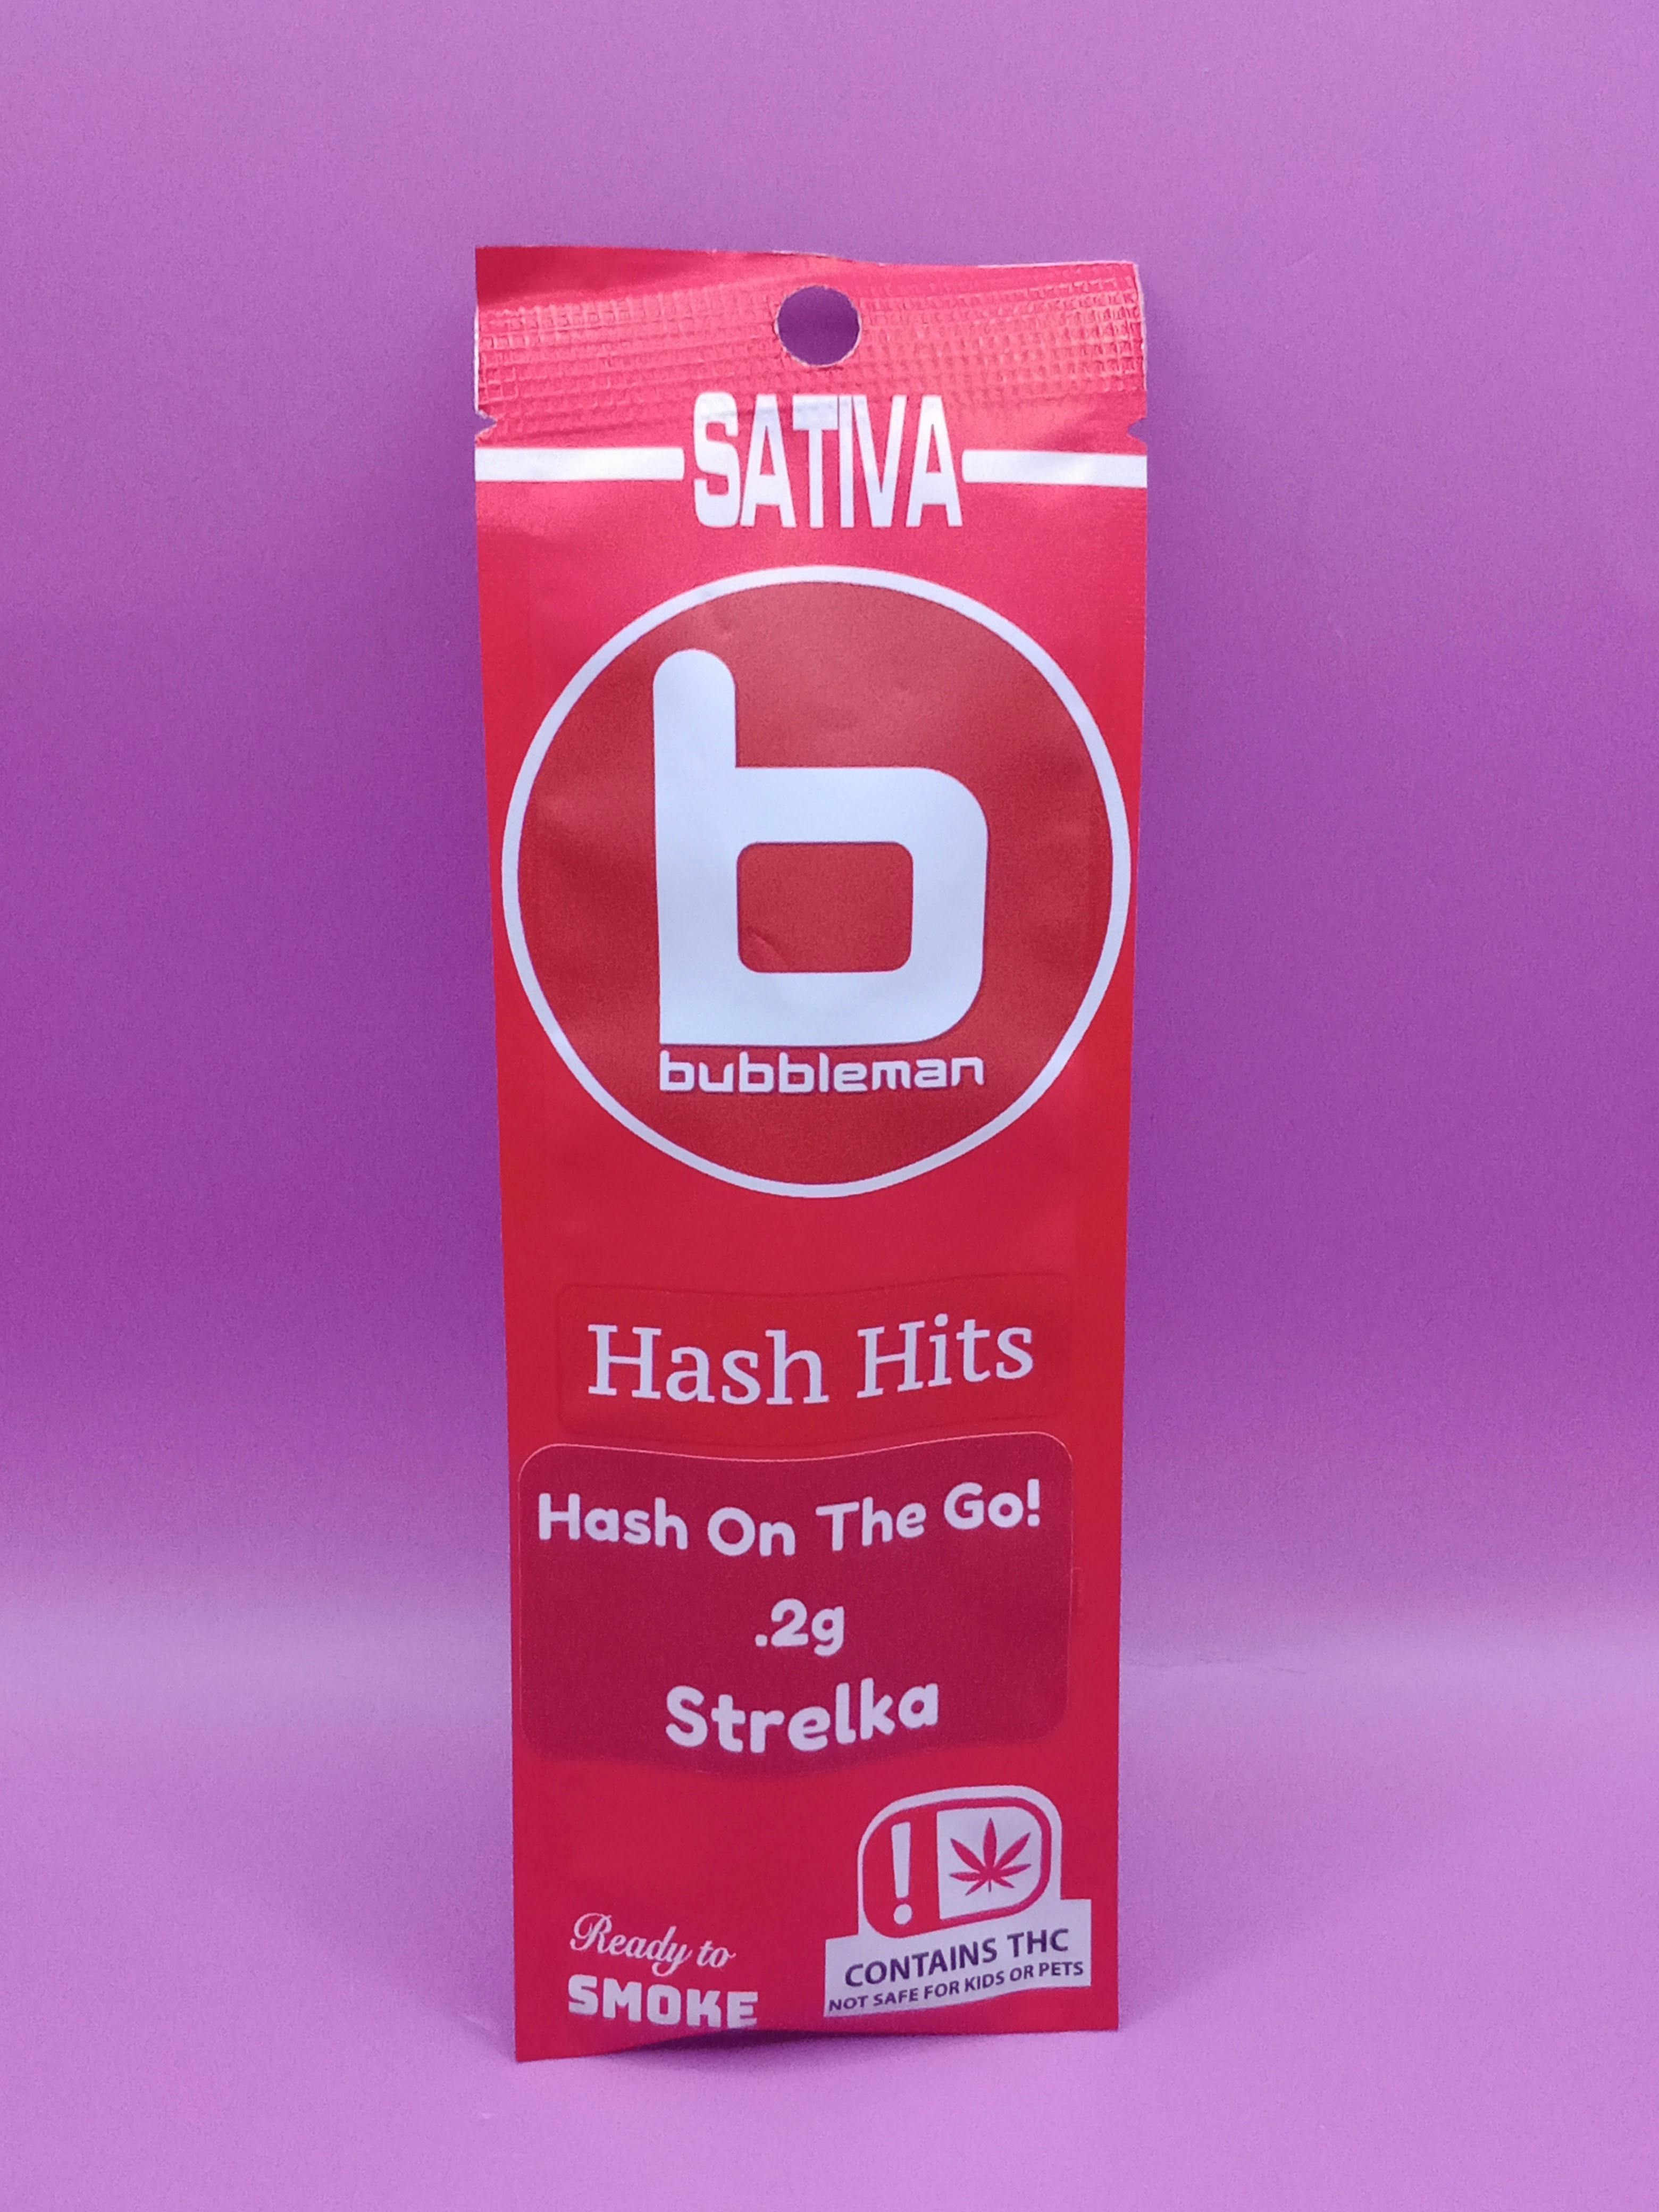 SATIVA
b
bubbleman
Hash Hits
Hash On The Go!
.2g
Strelka
Ready to
SMOKE
!
CONTAINS THC
NOT SAFE FOR KIDS OR PETS